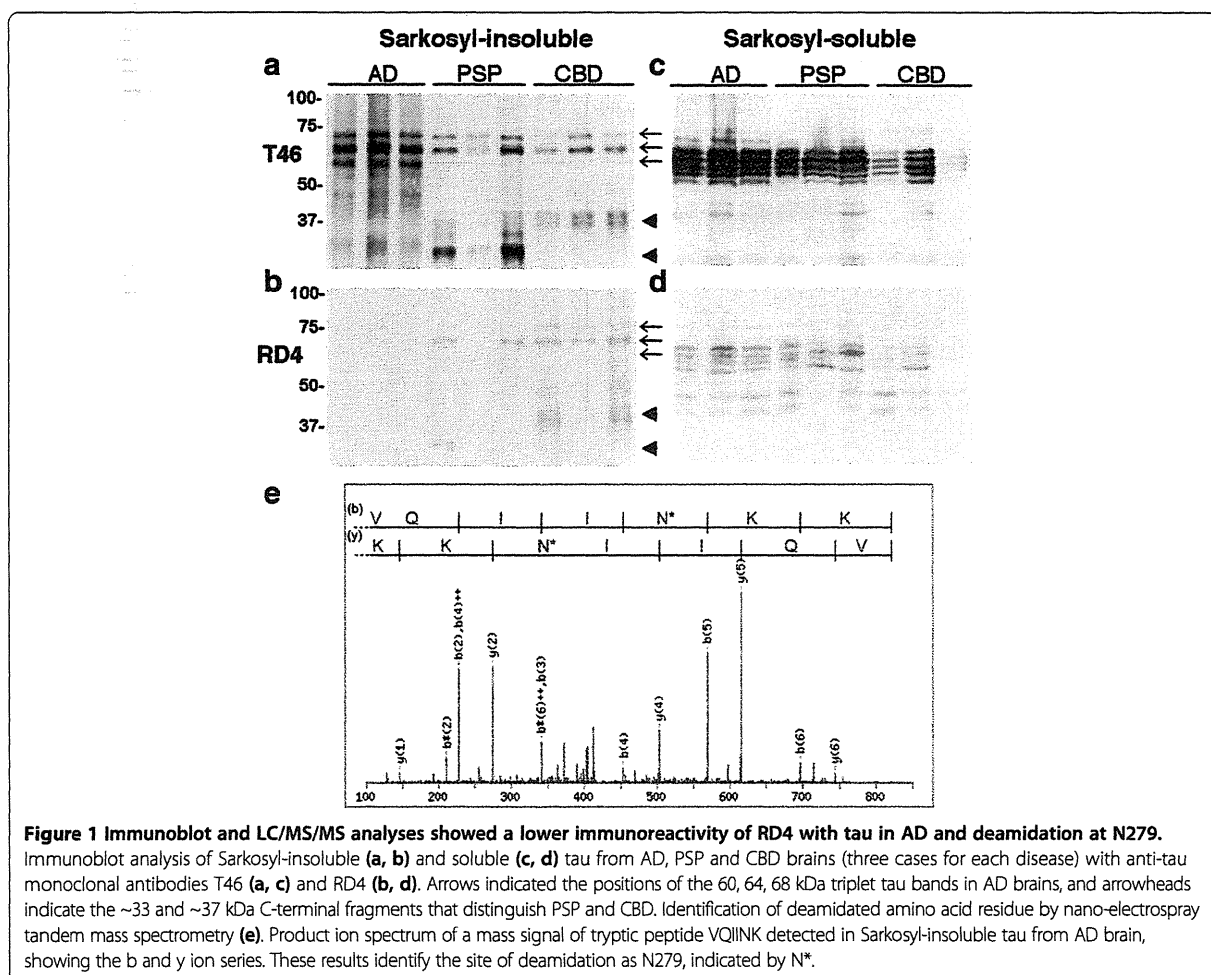 Sarkosyl-insoluble Sarkosyl-soluble
a AD PSP CBD c AD PSP CBD
100-
75-
T46
50-
37-
b d
100-
75-
RD4
50-
37-
e
(b) V Q I I N* K K
(y) K K N* I I Q V
y(1)
b*(2)
b(2),b(4)++
y(2)
b*(6)++,b(3)
b(4)
y(4)
b(5)
y(5)
b(6)
y(6)
100 200 300 400 500 600 700 800
Figure 1 Immunoblot and LC/MS/MS analyses showed a lower immunoreactivity of RD4 with tau in AD and deamidation at N279.
Immunoblot analysis of Sarkosyl-insoluble (a, b) and soluble (c, d) tau from AD, PSP and CBD brains (three cases for each disease) with anti-tau
monoclonal antibodies T46 (a, c) and RD4 (b, d). Arrows indicated the positions of the 60, 64, 68 kDa triplet tau bands in AD brains, and arrowheads
indicate the ~33 and ~37 kDa C-terminal fragments that distinguish PSP and CBD. Identification of deamidated amino acid residue by nano-electrospray
tandem mass spectrometry (e). Product ion spectrum of a mass signal of tryptic peptide VQIINK detected in Sarkosyl-insoluble tau from AD brain,
showing the b and y ion series. These results identify the site of deamidation as N279, indicated by N*.